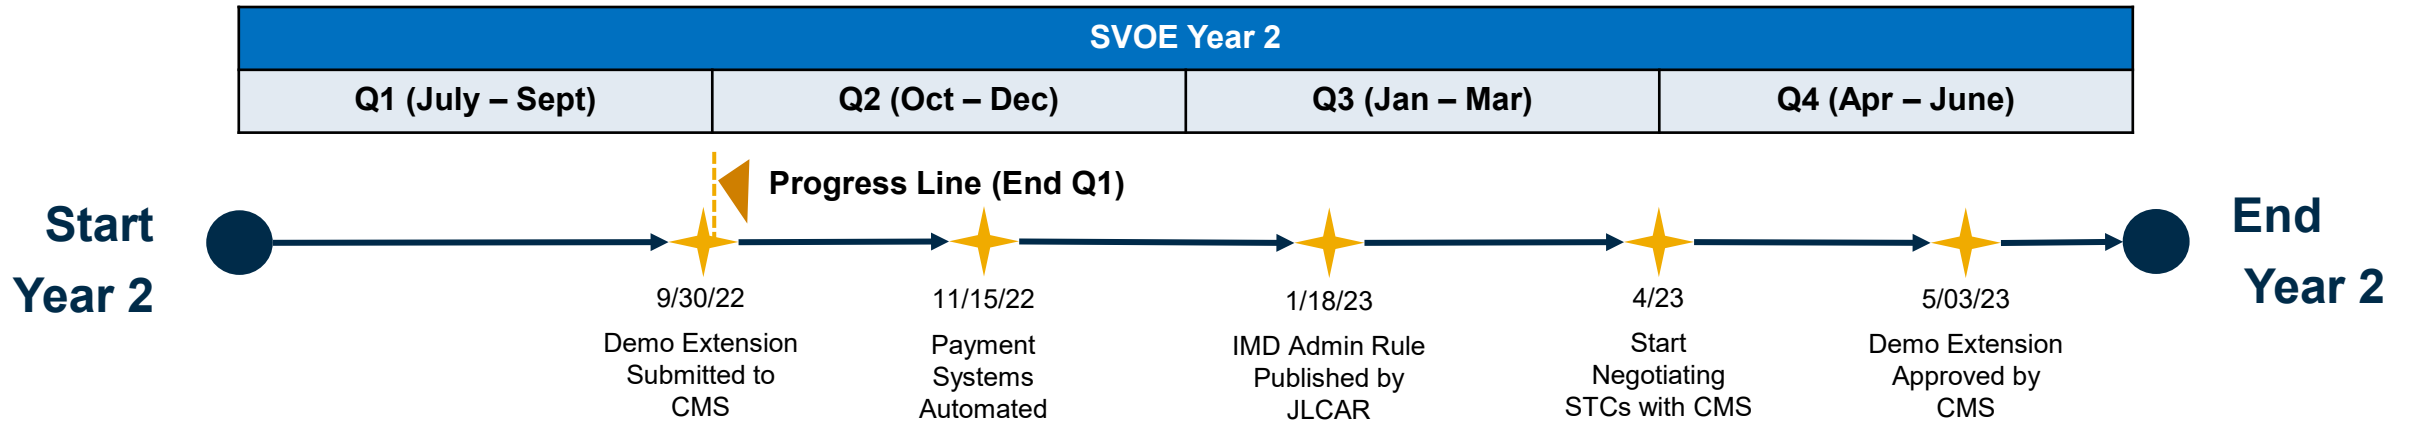 SVOE Year 2
Q1 (July – Sept)
Q2 (Oct – Dec)
Q3 (Jan – Mar)
Q4 (Apr – June)
Progress Line (End Q1)
Start
Year 2
End
Year 2
9/30/22
Demo Extension
Submitted to
CMS
11/15/22
Payment
Systems
Automated
1/18/23
IMD Admin Rule
Published by
JLCAR
4/23
Start
Negotiating
STCs with CMS
5/03/23
Demo Extension
Approved by
CMS